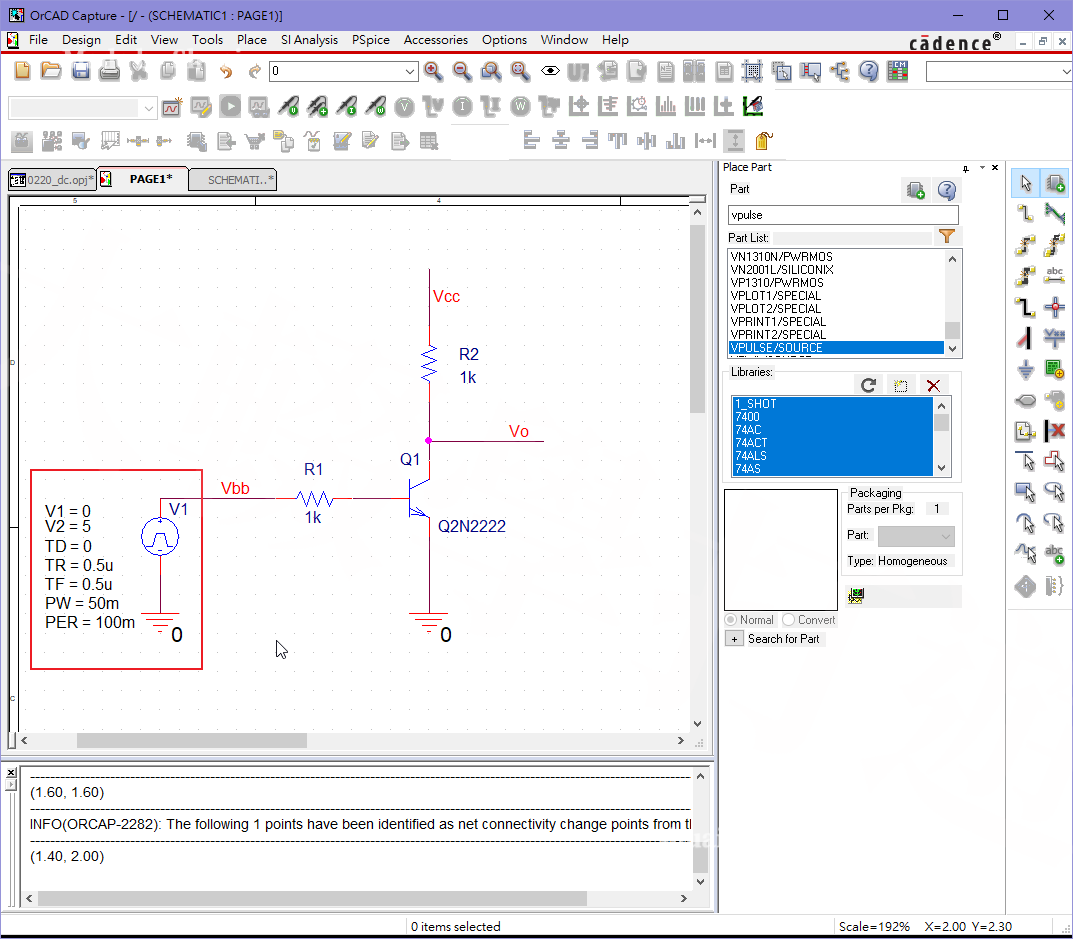 OrCAD Capture - [/ - (SCHEMATIC1 : PAGE1)]
File Design Edit View Tools Place SI Analysis PSpice Accessories Options Window Help
cādence®
0
U?
CM
V I W
0220_dc.opj* PAGE1* SCHEMATI..*
5 4
D
C
Vcc
R2
1k
Vo
Q1
Q2N2222
R1
1k
Vbb
V1
V1 = 0
V2 = 5
TD = 0
TR = 0.5u
TF = 0.5u
PW = 50m
PER = 100m
0
0
Place Part
Part
vpulse
Part List:
VN1310N/PWRMOS
VN2001L/SILICONIX
VP1310/PWRMOS
VPLOT1/SPECIAL
VPLOT2/SPECIAL
VPRINT1/SPECIAL
VPRINT2/SPECIAL
VPULSE/SOURCE
Libraries:
1_SHOT
7400
74AC
74ACT
74ALS
74AS
Packaging
Parts per Pkg: 1
Part:
Type: Homogeneous
Normal Convert
+ Search for Part
abc
abc
(1.60, 1.60)
INFO(ORCAP-2282): The following 1 points have been identified as net connectivity change points from
(1.40, 2.00)
0 items selected
Scale=192% X=2.00 Y=2.30